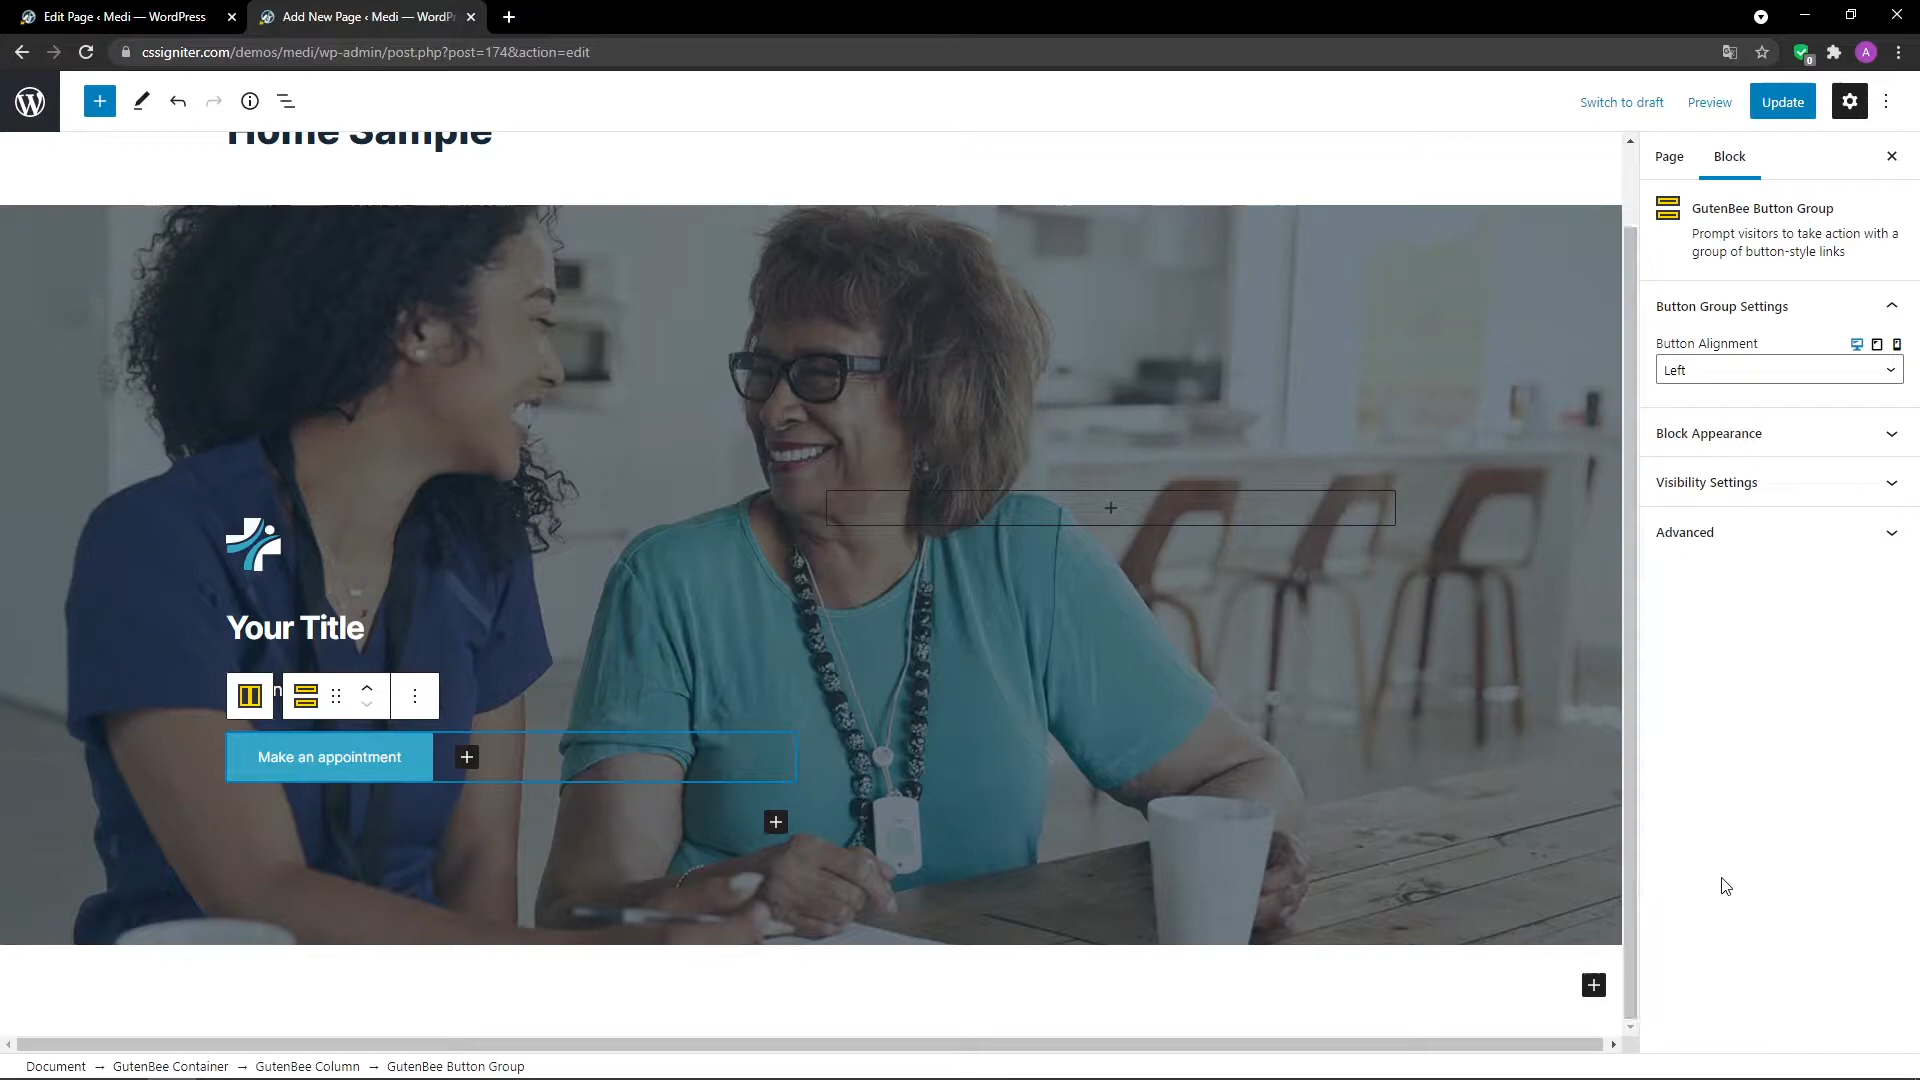 Edit Page ‹ Medi — WordPress
Add New Page ‹ Medi — WordPr
cssigniter.com/demos/medi/wp-admin/post.php?post=174&action=edit
0
A
Switch to draft
Preview
Update
Home Sample
Page
Block
GutenBee Button Group
Prompt visitors to take action with a
group of button-style links
Button Group Settings
Button Alignment
Left
Block Appearance
Visibility Settings
Advanced
Your Title
Make an appointment
Document → GutenBee Container → GutenBee Column → GutenBee Button Group